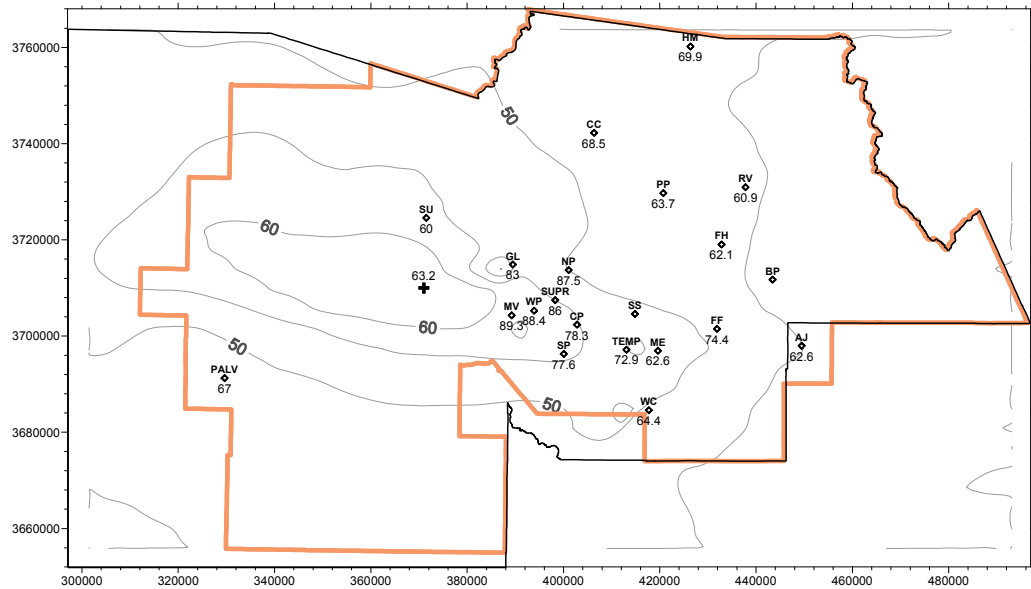 3760000
HM
69.9
50
3740000
CC
68.5
RV
60.9
PP
63.7
SU
60
60
3720000
FH
62.1
GL
83
NP
87.5
BP
63.2
SUPR
86
MV
89.3
WP
88.4
SS
CP
78.3
60
3700000
FF
74.4
50
SP
77.6
TEMP
72.9
ME
62.6
AJ
62.6
PALV
67
50
WC
64.4
3680000
3660000
300000 320000 340000 360000 380000 400000 420000 440000 460000 480000